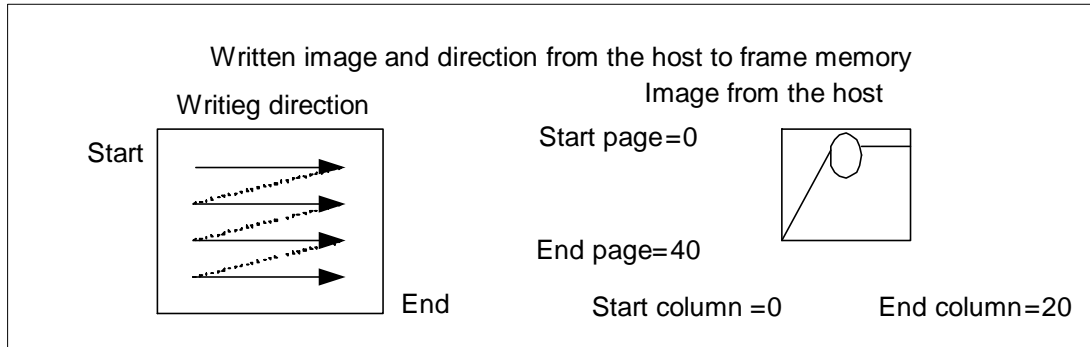 Written image and direction from the host to frame memory
Writieg direction
Image from the host
Start
Start page=0
End page=40
End
Start column =0
End column=20